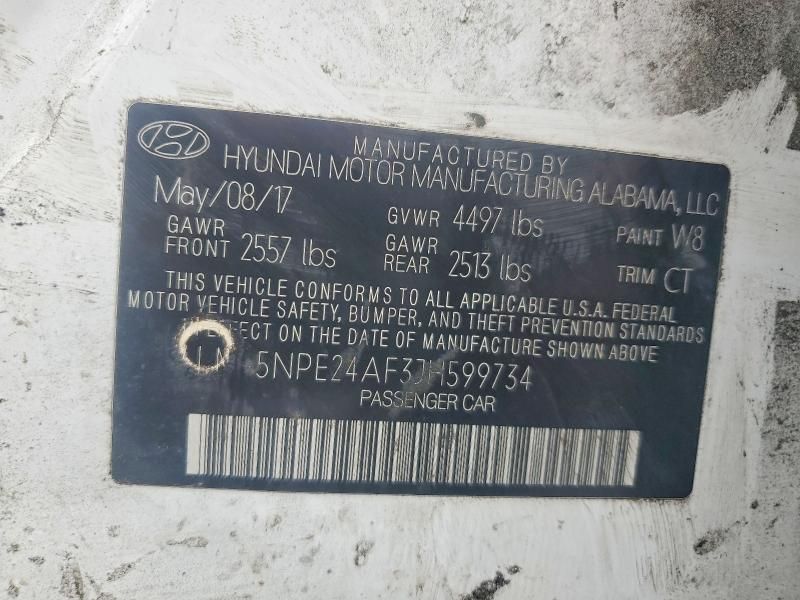 MANUFACTURED BY
HYUNDAI MOTOR MANUFACTURING ALABAMA, LLC
May/08/17 GVWR 4497 lbs PAINT W8
GAWR FRONT 2557 lbs GAWR REAR 2513 lbs TRIM CT
THIS VEHICLE CONFORMS TO ALL APPLICABLE U.S.A. FEDERAL
MOTOR VEHICLE SAFETY, BUMPER, AND THEFT PREVENTION STANDARDS
ON THE DATE OF MANUFACTURE SHOWN ABOVE
5NPE24AF3JH599734
PASSENGER CAR